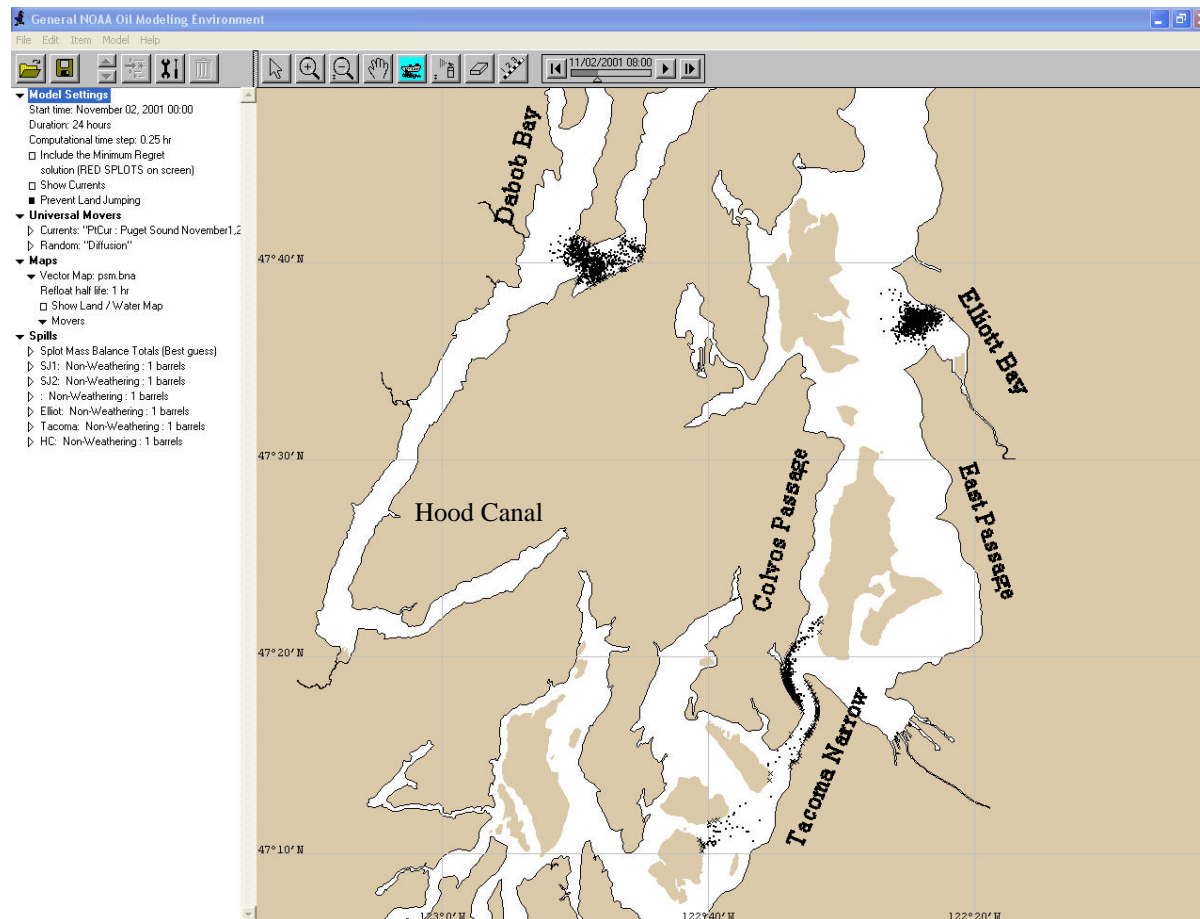 General NOAA Oil Modeling Environment
File Edit Item Model Help
11/02/2001 08:00
Model Settings
Start time: November 02, 2001 00:00
Duration: 24 hours
Computational time step: 0.25 hr
Include the Minimum Regret
solution (RED SPLOTS on screen)
Show Currents
Prevent Land Jumping
Universal Movers
Currents: "PtCur : Puget Sound November1,2
Random: "Diffusion"
Maps
Vector Map: psm.bna
Refloat half life: 1 hr
Show Land / Water Map
Movers
Spills
Splot Mass Balance Totals (Best guess)
SJ1: Non-Weathering : 1 barrels
SJ2: Non-Weathering : 1 barrels
: Non-Weathering : 1 barrels
Elliot: Non-Weathering : 1 barrels
Tacoma: Non-Weathering : 1 barrels
HC: Non-Weathering : 1 barrels
Dabob Bay
47°40'N
Elliott Bay
47°30'N
Hood Canal
Colvos Passage
East Passage
47°20'N
Tacoma Narrow
47°10'N
123°0'W
122°40'W
122°20'W